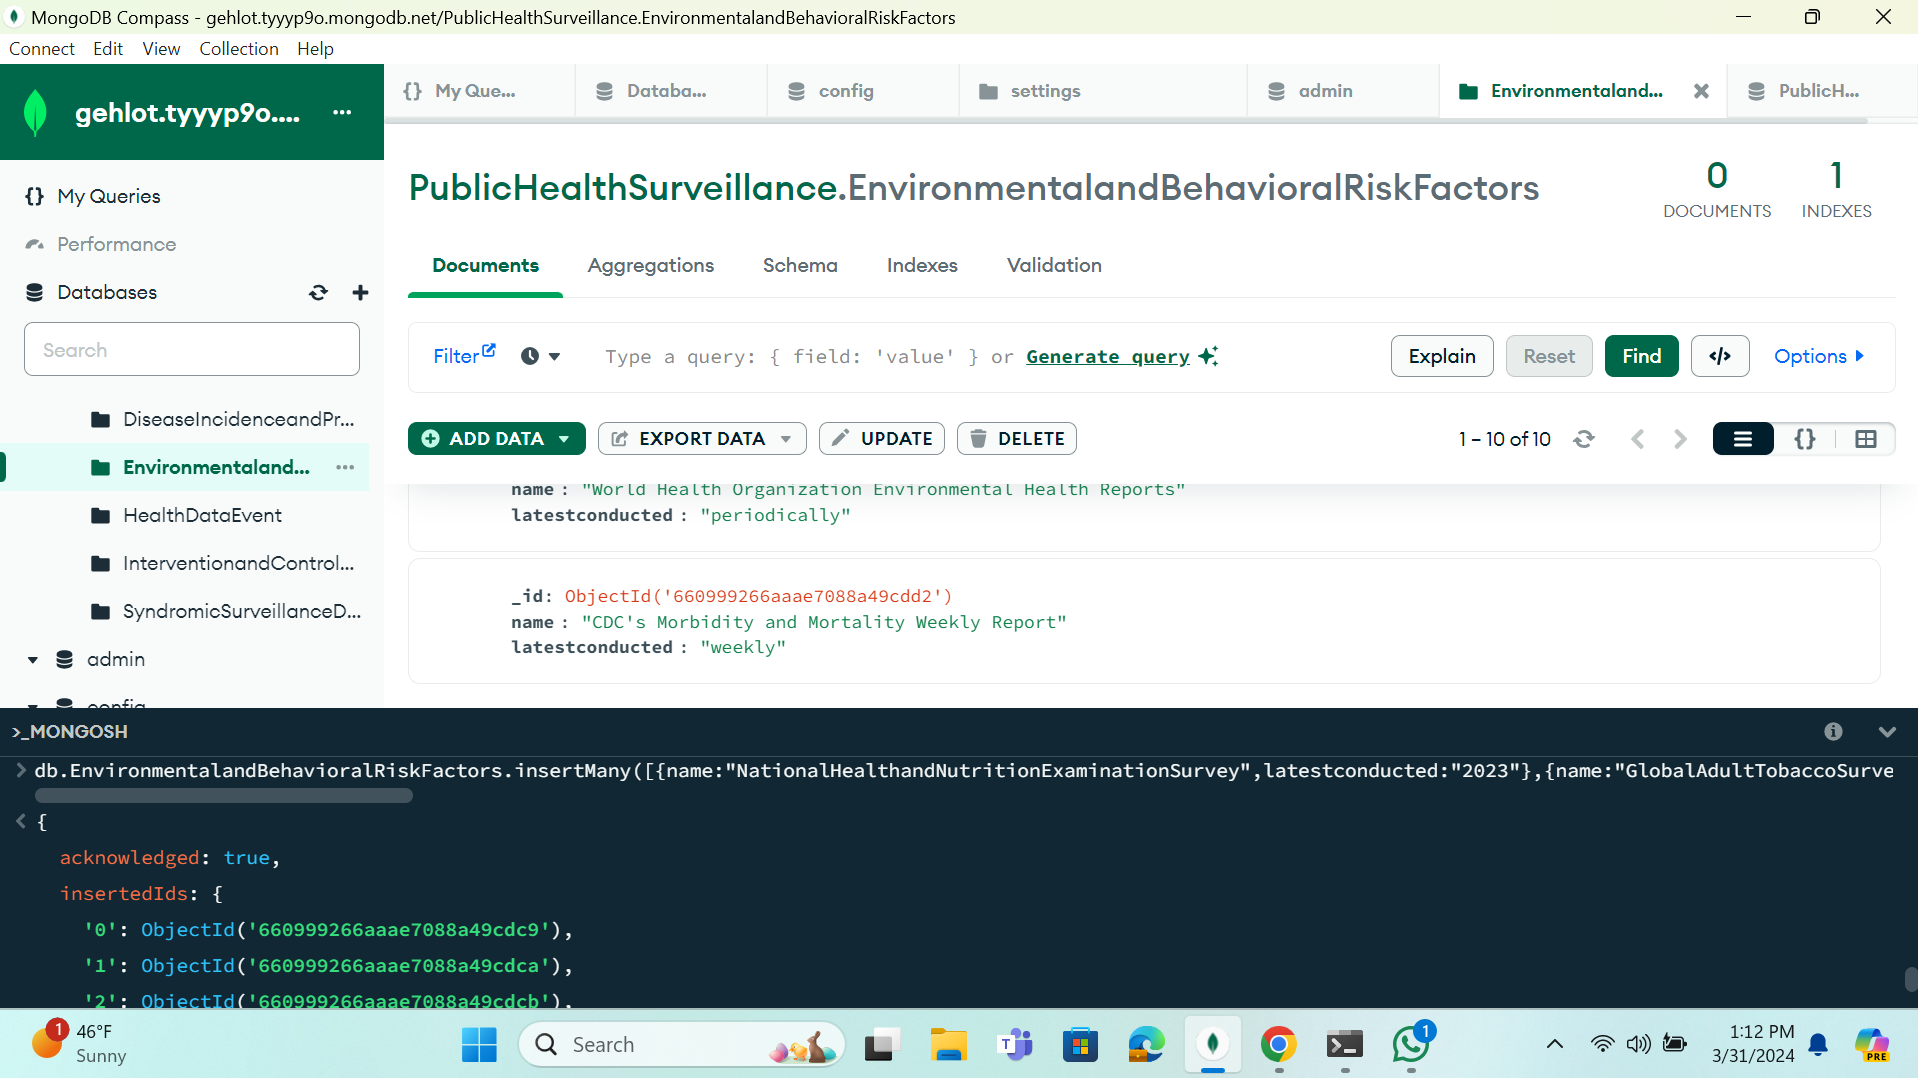 MongoDB Compass - gehlot.tyyyp9o.mongodb.net/PublicHealthSurveillance.EnvironmentalandBehavioralRiskFactors
Connect Edit View Collection Help
gehlot.tyyyp9o.... ...
{} My Que... Databa... config settings admin Environmentaland... PublicH...
{} My Queries
Performance
Databases
Search
DiseaseIncidenceandPr...
Environmentaland... ...
HealthDataEvent
InterventionandControl...
SyndromicSurveillanceD...
admin
config
PublicHealthSurveillance.EnvironmentalandBehavioralRiskFactors
0 1
DOCUMENTS INDEXES
Documents Aggregations Schema Indexes Validation
Filter Type a query: { field: 'value' } or Generate query Explain Reset Find </> Options
ADD DATA EXPORT DATA UPDATE DELETE 1 – 10 of 10 {}
name : "World Health Organization Environmental Health Reports"
latestconducted : "periodically"
_id: ObjectId('660999266aaae7088a49cdd2')
name : "CDC's Morbidity and Mortality Weekly Report"
latestconducted : "weekly"
>_MONGOSH
> db.EnvironmentalandBehavioralRiskFactors.insertMany([{name:"NationalHealthandNutritionExaminationSurvey",latestconducted:"2023"},{name:"GlobalAdultTobaccoSurve
< {
acknowledged: true,
insertedIds: {
'0': ObjectId('660999266aaae7088a49cdc9'),
'1': ObjectId('660999266aaae7088a49cdca'),
'2': ObjectId('660999266aaae7088a49cdcb'),
1 46°F
Sunny
Search
T
1
1:12 PM
3/31/2024
PRE